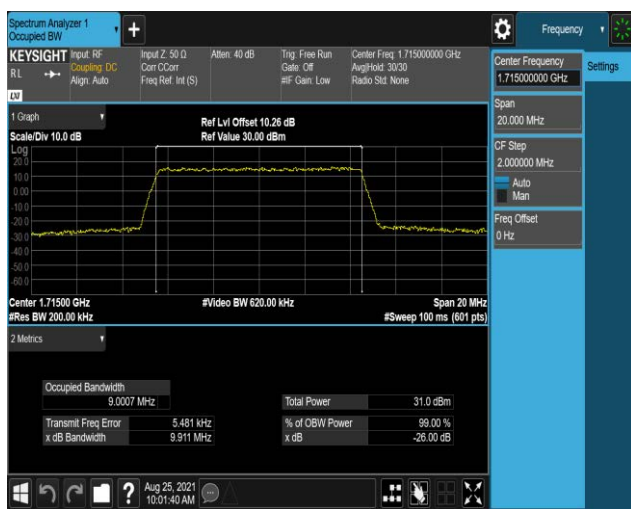 Spectrum Analyzer 1
Occupied BW
+
Frequency
KEYSIGHT
RL
LXI
Input: RF
Coupling: DC
Align: Auto
Input Z: 50 Ω
Corr CCorr
Freq Ref: Int (S)
Atten: 40 dB
Trig: Free Run
Gate: Off
#IF Gain: Low
Center Freq: 1.715000000 GHz
Avg|Hold: 30/30
Radio Std: None
Center Frequency
1.715000000 GHz
Settings
Span
20.000 MHz
CF Step
2.000000 MHz
Auto
Man
Freq Offset
0 Hz
1 Graph
Scale/Div 10.0 dB
Ref Lvl Offset 10.26 dB
Ref Value 30.00 dBm
Log
20.0
10.0
0.00
-10.0
-20.0
-30.0
-40.0
-50.0
-60.0
Center 1.71500 GHz
#Res BW 200.00 kHz
#Video BW 620.00 kHz
Span 20 MHz
#Sweep 100 ms (601 pts)
2 Metrics
Occupied Bandwidth
9.0007 MHz
Total Power 31.0 dBm
Transmit Freq Error 5.481 kHz
% of OBW Power 99.00 %
x dB Bandwidth 9.911 MHz
x dB -26.00 dB
?
Aug 25, 2021
10:01:40 AM